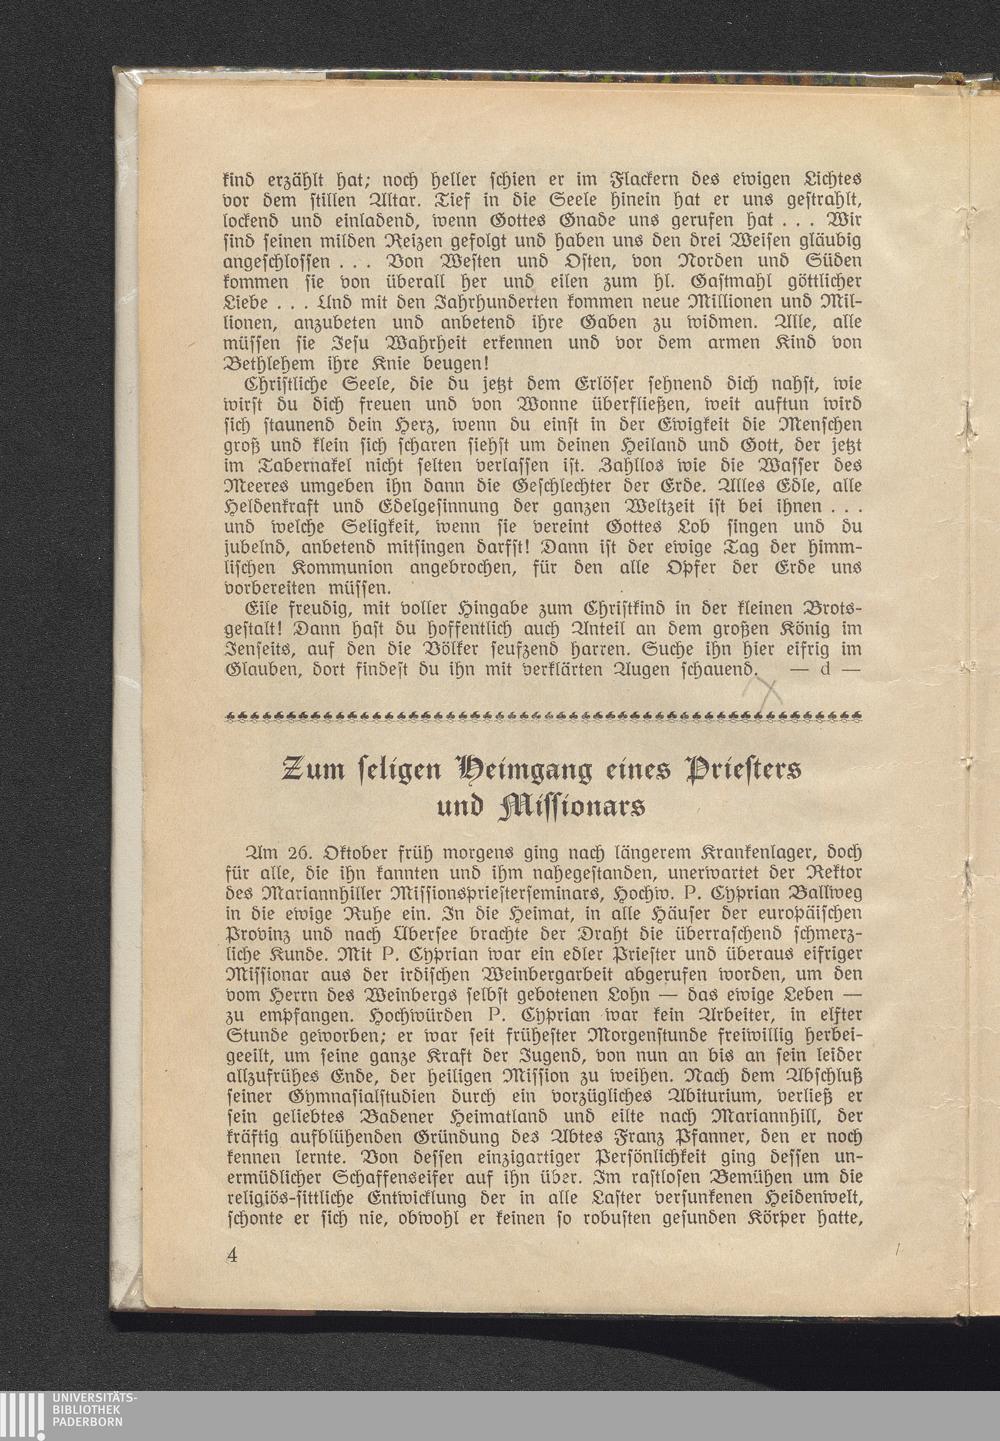 kind erzählt hat; noch heller schien er im Flackern des ewigen Lichtes
vor dem stillen Altar. Tief in die Seele hinein hat er uns gestrahlt,
lockend und einladend, wenn Gottes Gnade uns gerufen hat . . . Wir
sind seinen milden Reizen gefolgt und haben uns den drei Weisen gläubig
angeschlossen . . . Von Westen und Osten, von Norden und Süden
kommen sie von überall her und eilen zum hl. Gastmahl göttlicher
Liebe . . . Und mit den Jahrhunderten kommen neue Millionen und Mil-
lionen, anzubeten und anbetend ihre Gaben zu widmen. Alle, alle
müssen sie Jesu Wahrheit erkennen und vor dem armen Kind von
Bethlehem ihre Knie beugen!
Christliche Seele, die du jetzt dem Erlöser sehnend dich nahst, wie
wirst du dich freuen und von Wonne überfließen, weit auftun wird
sich staunend dein Herz, wenn du einst in der Ewigkeit die Menschen
groß und klein sich scharen siehst um deinen Heiland und Gott, der jetzt
im Tabernakel nicht selten verlassen ist. Zahllos wie die Wasser des
Meeres umgeben ihn dann die Geschlechter der Erde. Alles Edle, alle
Heldenkraft und Edelgesinnung der ganzen Weltzeit ist bei ihnen . . .
und welche Seligkeit, wenn sie vereint Gottes Lob singen und du
jubelnd, anbetend mitsingen darfst! Dann ist der ewige Tag der himm-
lischen Kommunion angebrochen, für den alle Opfer der Erde uns
vorbereiten müssen.
Eile freudig, mit voller Hingabe zum Christkind in der kleinen Brots-
gestalt! Dann hast du hoffentlich auch Anteil an dem großen König im
Jenseits, auf den die Völker seufzend harren. Suche ihn hier eifrig im
Glauben, dort findest du ihn mit verklärten Augen schauend. — d —
Zum seligen Heimgang eines Priesters
und Missionars
Am 26. Oktober früh morgens ging nach längerem Krankenlager, doch
für alle, die ihn kannten und ihm nahegestanden, unerwartet der Rektor
des Mariannhiller Missionspriesterseminars, Hochw. P. Cyprian Ballweg
in die ewige Ruhe ein. In die Heimat, in alle Häuser der europäischen
Provinz und nach Übersee brachte der Draht die überraschend schmerz-
liche Kunde. Mit P. Cyprian war ein edler Priester und überaus eifriger
Missionar aus der irdischen Weinbergarbeit abgerufen worden, um den
vom Herrn des Weinbergs selbst gebotenen Lohn — das ewige Leben —
zu empfangen. Hochwürden P. Cyprian war kein Arbeiter, in elfter
Stunde geworben; er war seit frühester Morgenstunde freiwillig herbei-
geeilt, um seine ganze Kraft der Jugend, von nun an bis an sein leider
allzufrühes Ende, der heiligen Mission zu weihen. Nach dem Abschluß
seiner Gymnasialstudien durch ein vorzügliches Abiturium, verließ er
sein geliebtes Badener Heimatland und eilte nach Mariannhill, der
kräftig aufblühenden Gründung des Abtes Franz Pfanner, den er noch
kennen lernte. Von dessen einzigartiger Persönlichkeit ging dessen un-
ermüdlicher Schaffenseifer auf ihn über. Im rastlosen Bemühen um die
religiös-sittliche Entwicklung der in alle Laster versunkenen Heidenwelt,
schonte er sich nie, obwohl er keinen so robusten gesunden Körper hatte,
4
UNIVERSITÄTS-
BIBLIOTHEK
PADERBORN